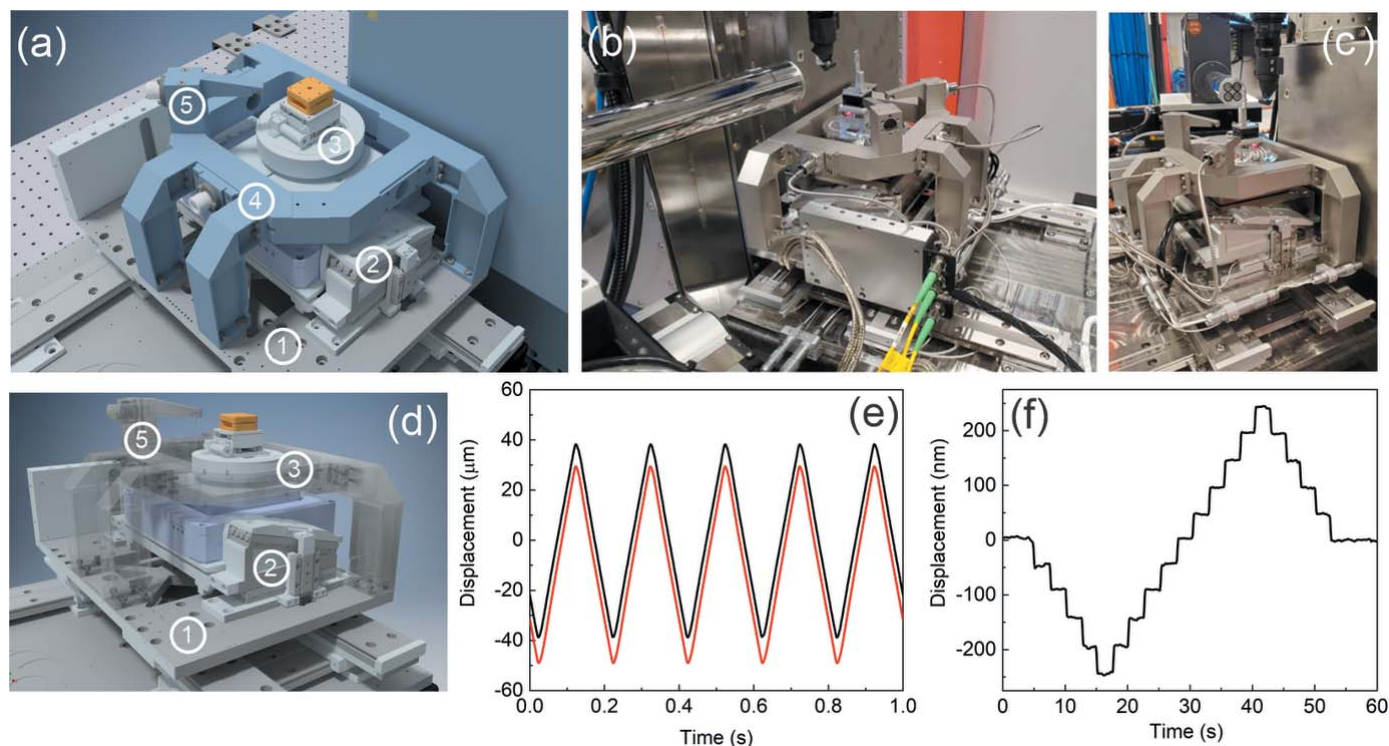 (a)
5
3
4
2
1
(b)
(c)
(d)
5
3
2
1
(e)
60
40
20
0
-20
-40
-60
Displacement (μm)
0.0 0.2 0.4 0.6 0.8 1.0
Time (s)
(f)
200
100
0
-100
-200
Displacement (nm)
0 10 20 30 40 50 60
Time (s)